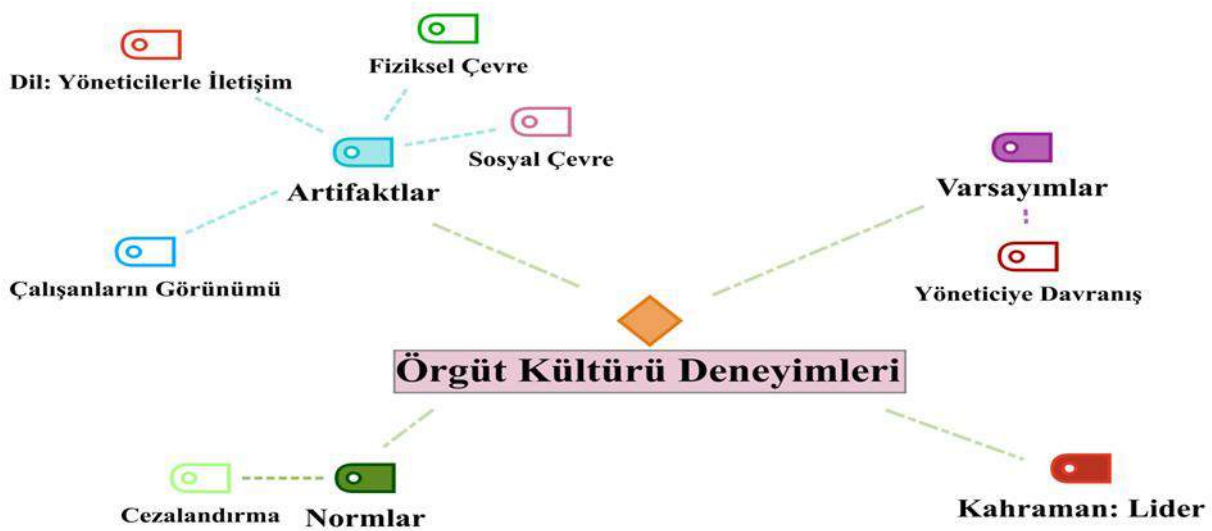 Fiziksel Çevre
Dil: Yöneticilerle İletişim
Sosyal Çevre
Artifaktlar
Varsayımlar
Çalışanların Görünümü
Yöneticiye Davranış
Örgüt Kültürü Deneyimleri
Cezalandırma
Normlar
Kahraman: Lider